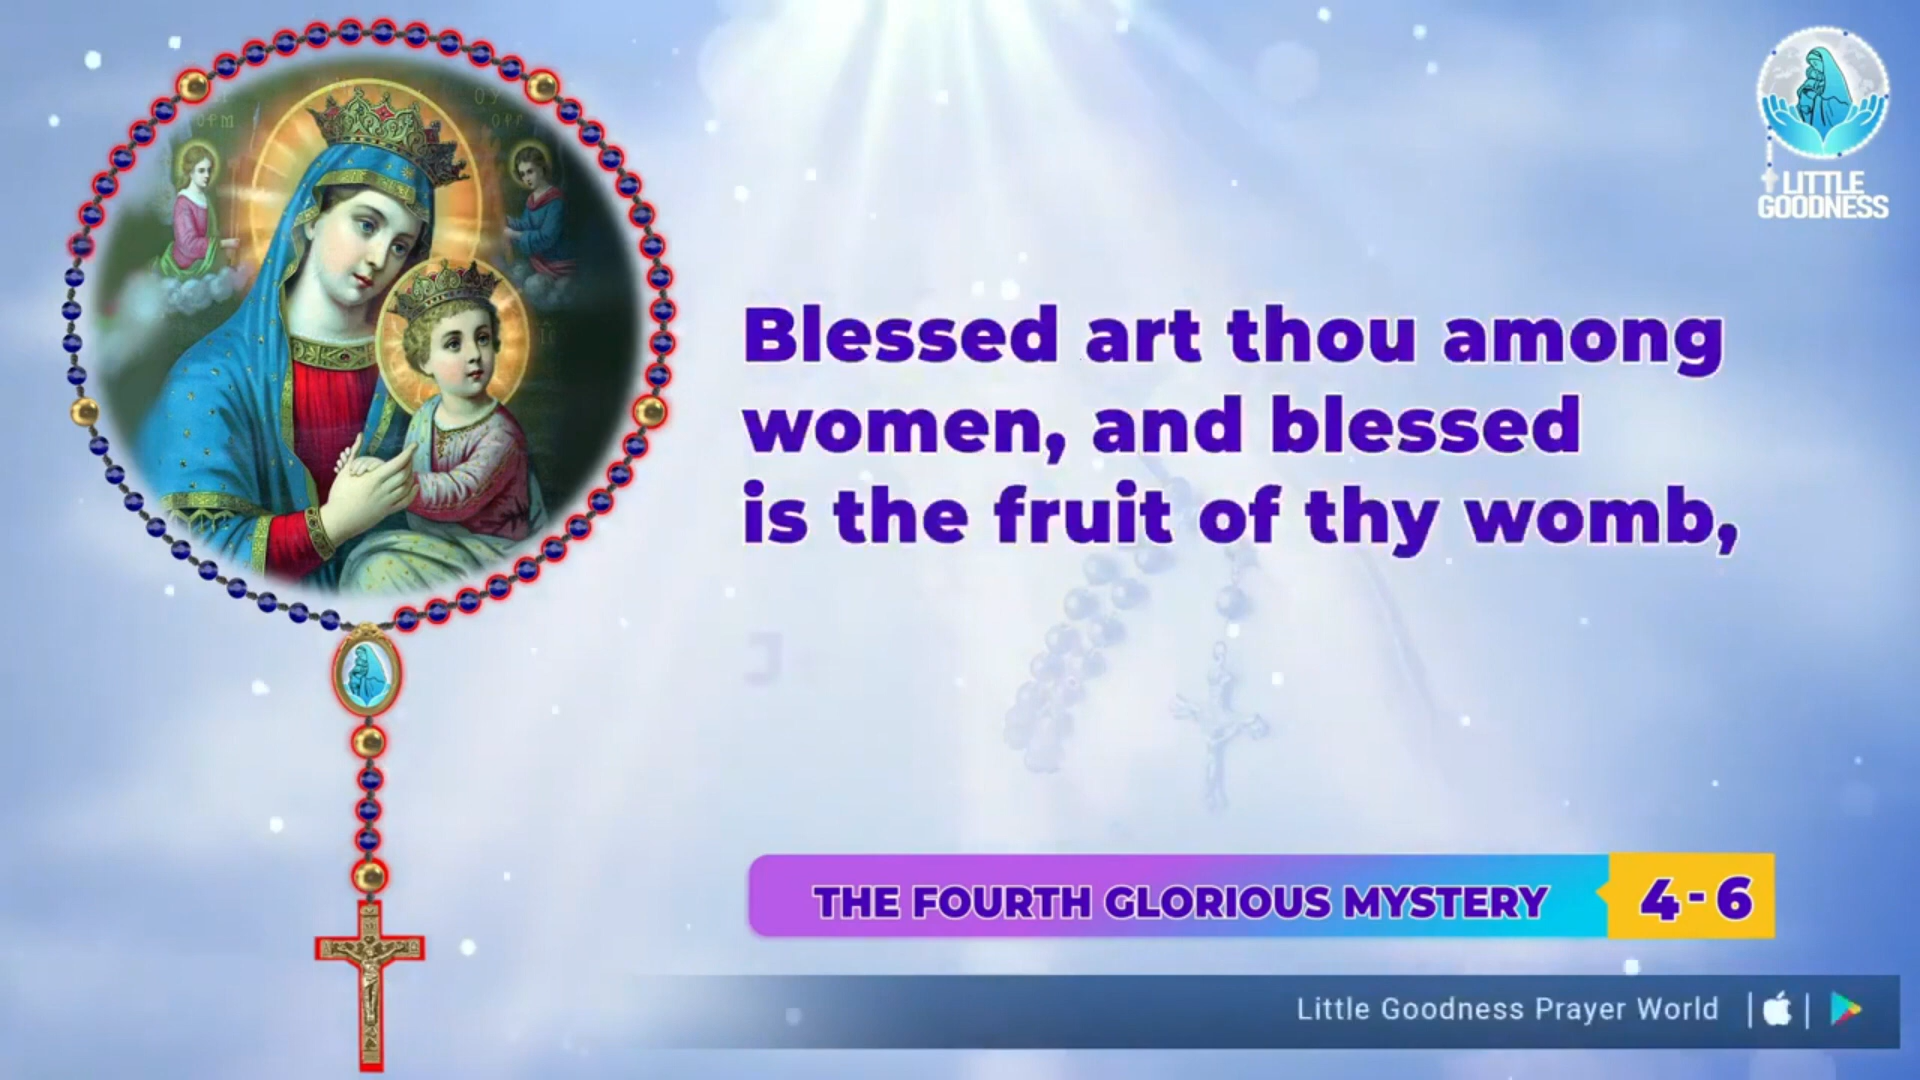 LITTLE
GOODNESS
Blessed art thou among
women, and blessed
is the fruit of thy womb,
J
THE FOURTH GLORIOUS MYSTERY
4-6
Little Goodness Prayer World